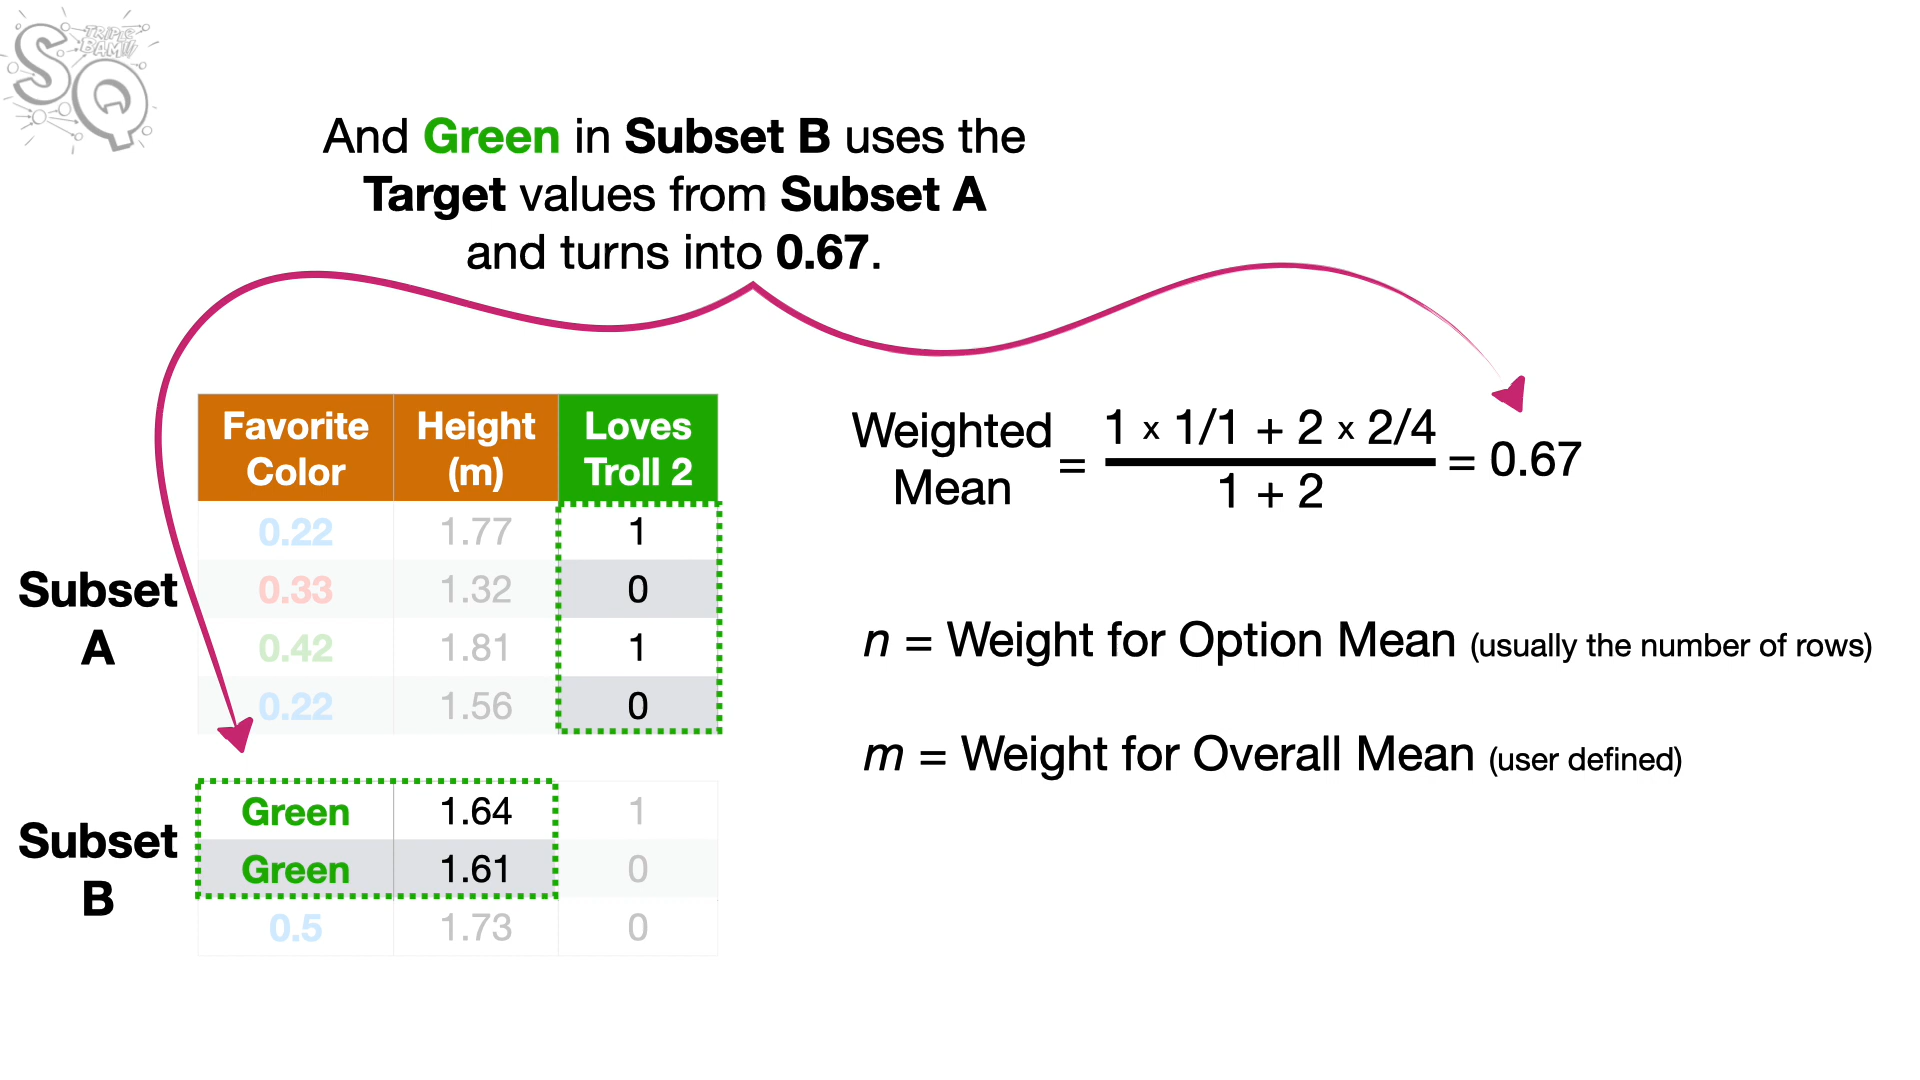 TRIPLE
BAM!!!
SQ
And Green in Subset B uses the
Target values from Subset A
and turns into 0.67.
Favorite Color Height (m) Loves Troll 2
Subset A
0.22 1.77 1
0.33 1.32 0
0.42 1.81 1
0.22 1.56 0
Subset B
Green 1.64 1
Green 1.61 0
0.5 1.73 0
Weighted Mean = 1 x 1/1 + 2 x 2/4 = 0.67
1 + 2
n = Weight for Option Mean (usually the number of rows)
m = Weight for Overall Mean (user defined)